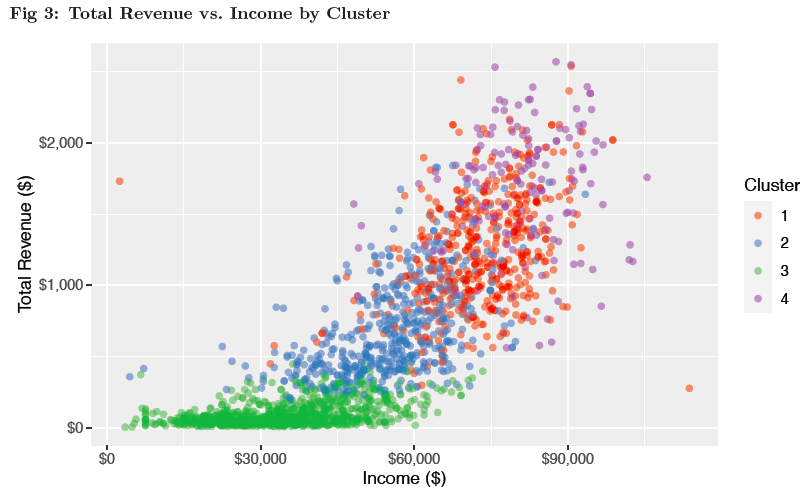 Fig 3: Total Revenue vs. Income by Cluster
Total Revenue ($)
$2,000
$1,000
$0
$0
$30,000
$60,000
$90,000
Income ($)
Cluster
1
2
3
4